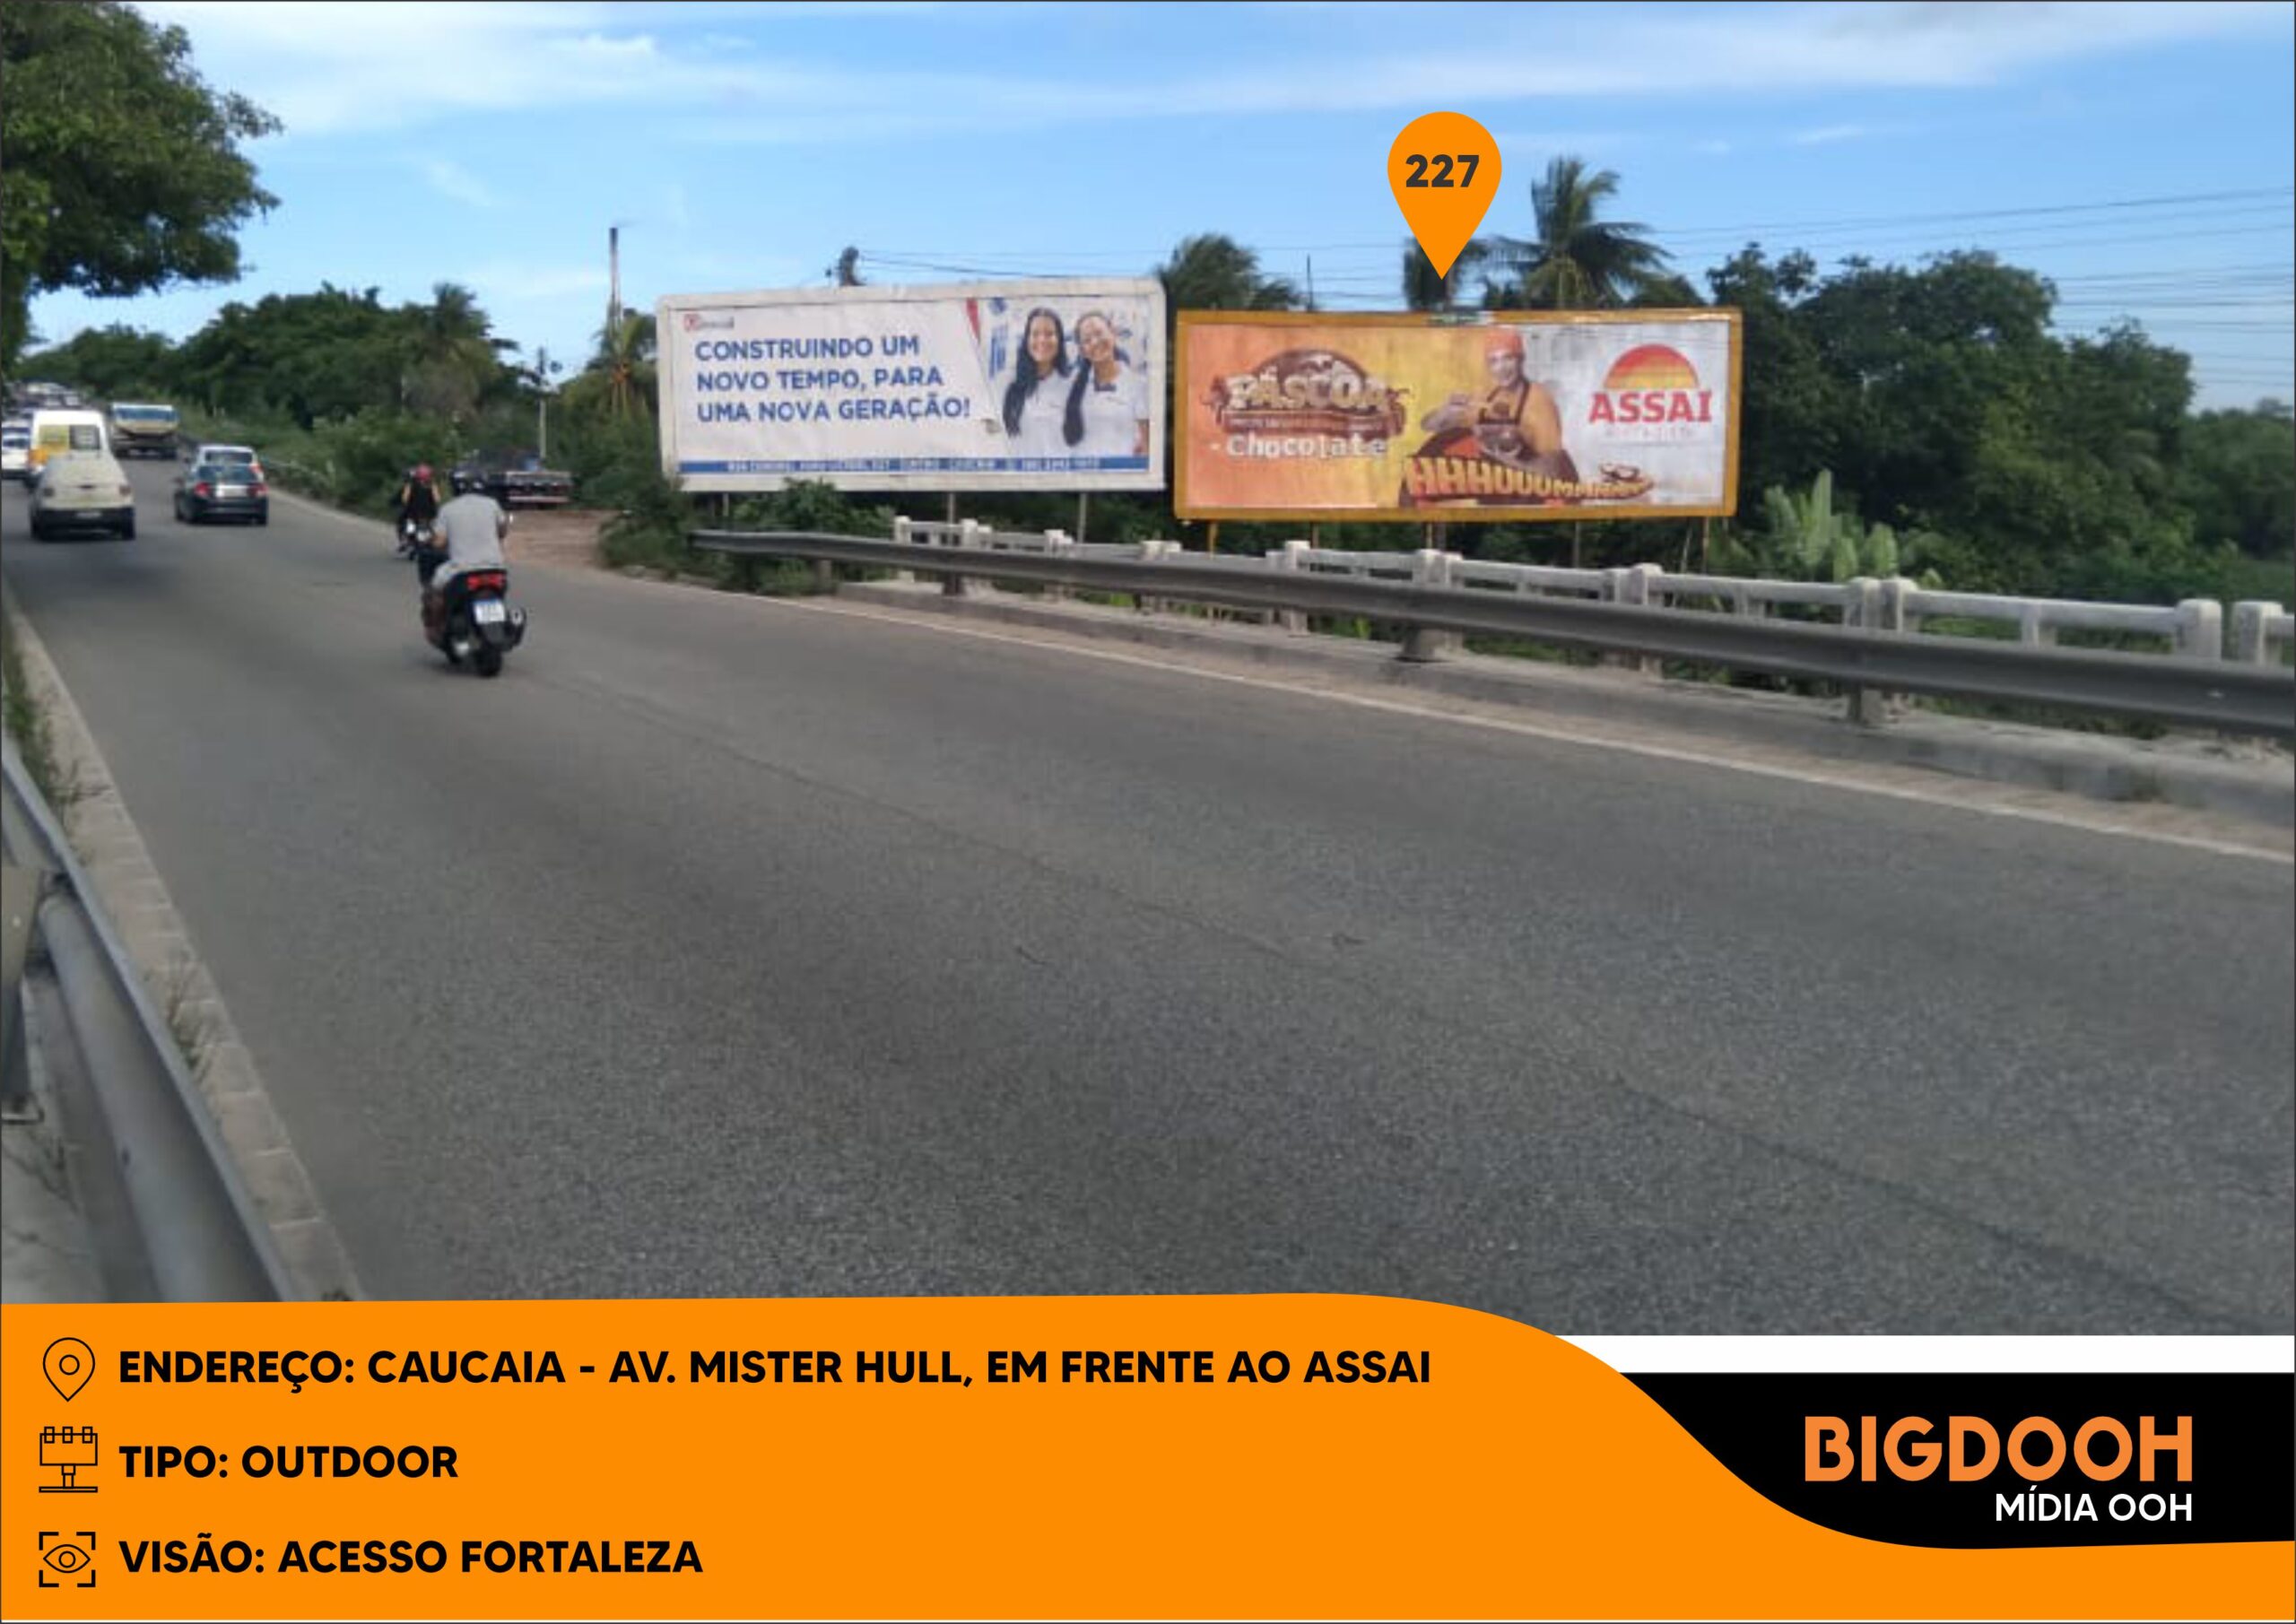 227
CONSTRUINDO UM
NOVO TEMPO, PARA
UMA NOVA GERAÇÃO!
PÁSCOA
- Chocolate
HHHUUUMMMMMM
ASSAI
ENDEREÇO: CAUCAIA - AV. MISTER HULL, EM FRENTE AO ASSAI
TIPO: OUTDOOR
VISÃO: ACESSO FORTALEZA
BIGDOOH
MÍDIA OOH